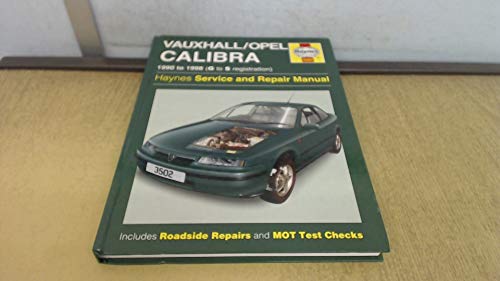 VAUXHALL/OPEL
CALIBRA
1990 to 1998 (G to S registration)
Haynes
Haynes Service and Repair Manual
3502
Includes Roadside Repairs and MOT Test Checks